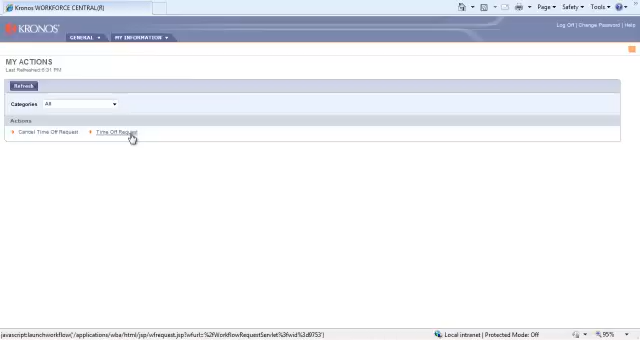 Kronos WORKFORCE CENTRAL(R)
Page Safety Tools
KRONOS
Log Off | Change Password | Help
GENERAL MY INFORMATION
MY ACTIONS
Last Refreshed: 5:31 PM
Refresh
Categories All
Actions
Cancel Time Off Request Time Off Request
javascript:launchworkflow('/applications/wba/html/jsp/wfrequest.jsp?wfurl=%2fWorkflowRequestServlet%3fwid%3d9753') Local intranet | Protected Mode: Off 95%